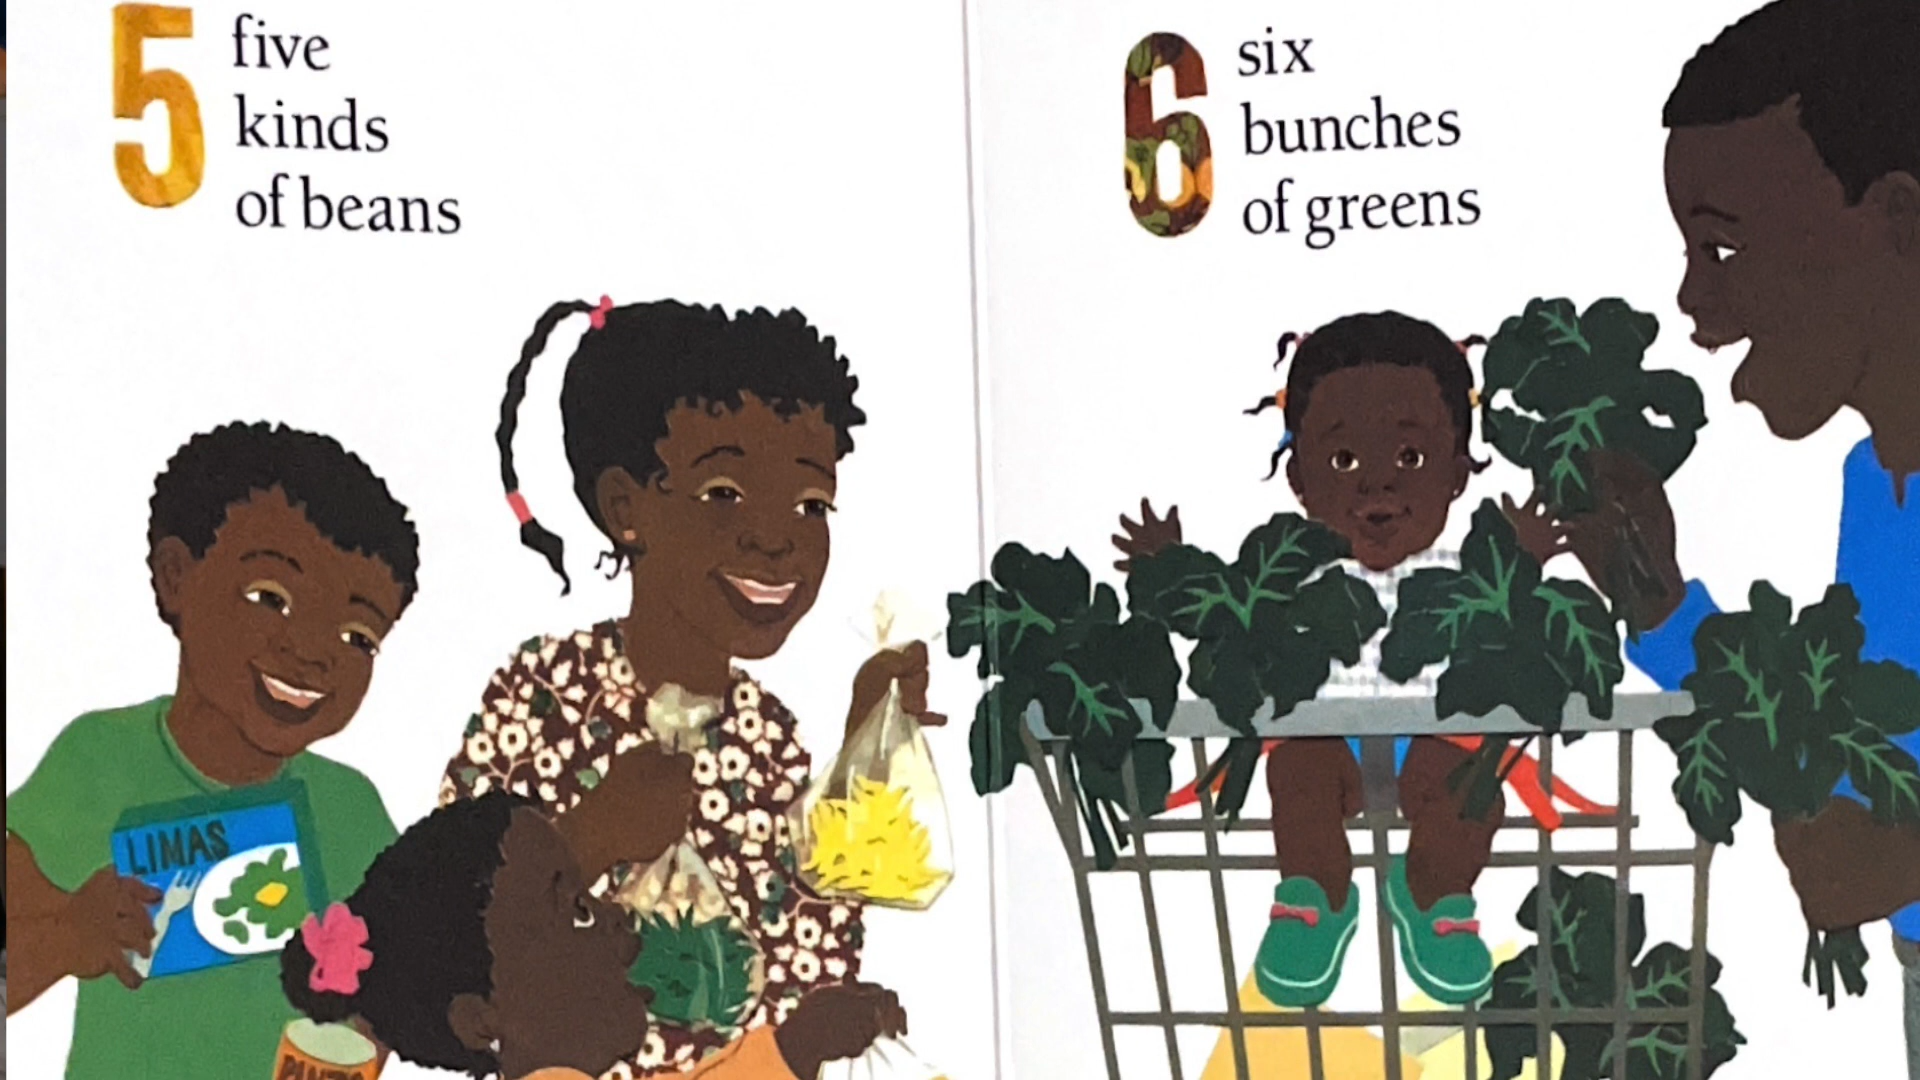 5
five
kinds
of beans
LIMAS
6
six
bunches
of greens